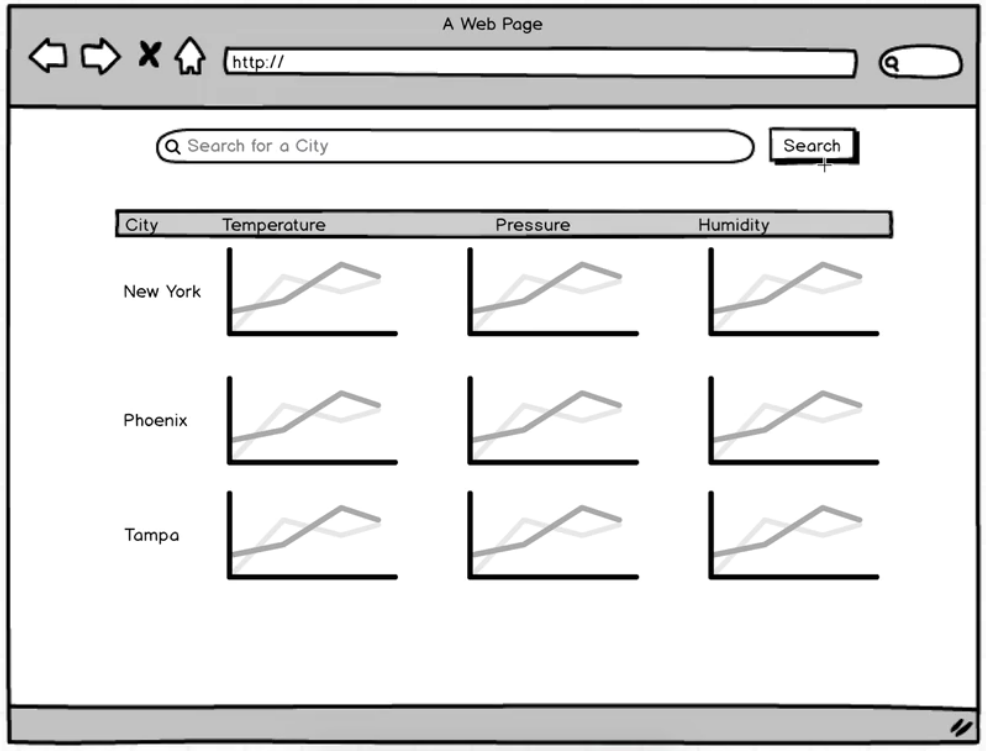 A Web Page
http://
Search for a City
Search
City Temperature Pressure Humidity
New York
Phoenix
Tampa